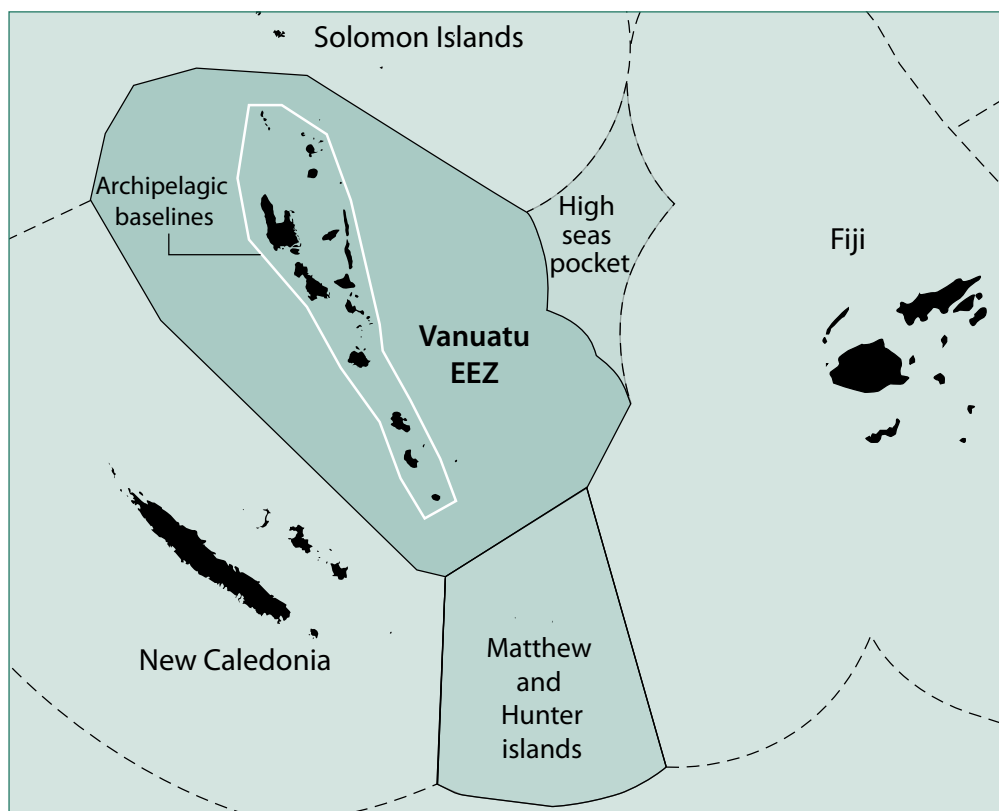 Solomon Islands
Archipelagic
baselines
High
seas
pocket
Fiji
Vanuatu
EEZ
New Caledonia
Matthew
and
Hunter
islands